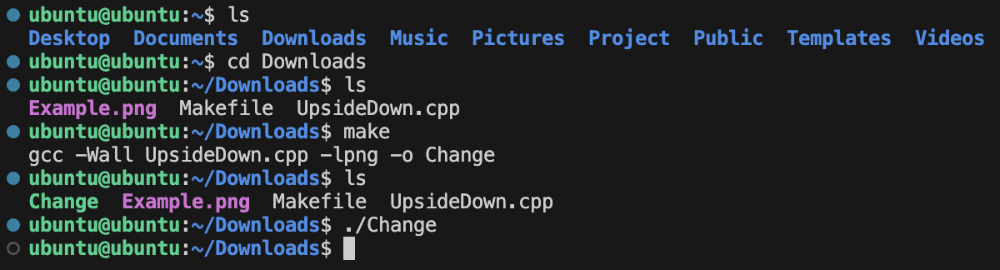 ubuntu@ubuntu:~$ ls
Desktop  Documents  Downloads  Music  Pictures  Project  Public  Templates  Videos
ubuntu@ubuntu:~$ cd Downloads
ubuntu@ubuntu:~/Downloads$ ls
Example.png  Makefile  UpsideDown.cpp
ubuntu@ubuntu:~/Downloads$ make
gcc -Wall UpsideDown.cpp -lpng -o Change
ubuntu@ubuntu:~/Downloads$ ls
Change  Example.png  Makefile  UpsideDown.cpp
ubuntu@ubuntu:~/Downloads$ ./Change
ubuntu@ubuntu:~/Downloads$